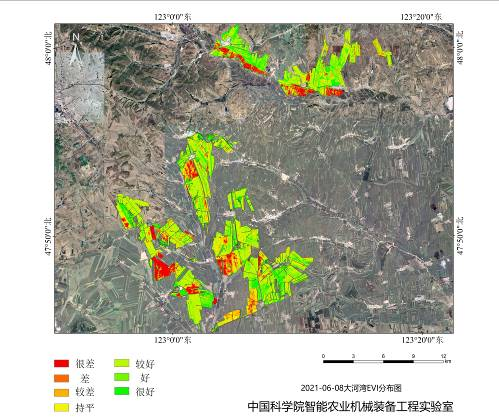 123°0'0"东 123°20'0"东
N
48°0'0"北 48°0'0"北
47°50'0"北 47°50'0"北
123°0'0"东 123°20'0"东
很差 较好
差 好
较差 很好
持平
0 3 6 9 12
km
2021-06-08大河湾EVI分布图
中国科学院智能农业机械装备工程实验室